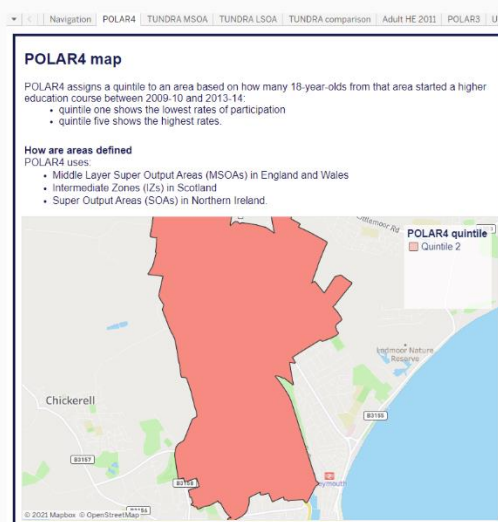 Navigation POLAR4 TUNDRA MSOA TUNDRA LSOA TUNDRA comparison Adult HE 2011 POLAR3 U
POLAR4 map
POLAR4 assigns a quintile to an area based on how many 18-year-olds from that area started a higher
education course between 2009-10 and 2013-14:
• quintile one shows the lowest rates of participation
• quintile five shows the highest rates.
How are areas defined
POLAR4 uses:
• Middle Layer Super Output Areas (MSOAs) in England and Wales
• Intermediate Zones (IZs) in Scotland
• Super Output Areas (SOAs) in Northern Ireland.
POLAR4 quintile
Quintile 2
Nature
Reserve
Chickerell
B3155
B3157
© 2021 Mapbox © OpenStreetMap